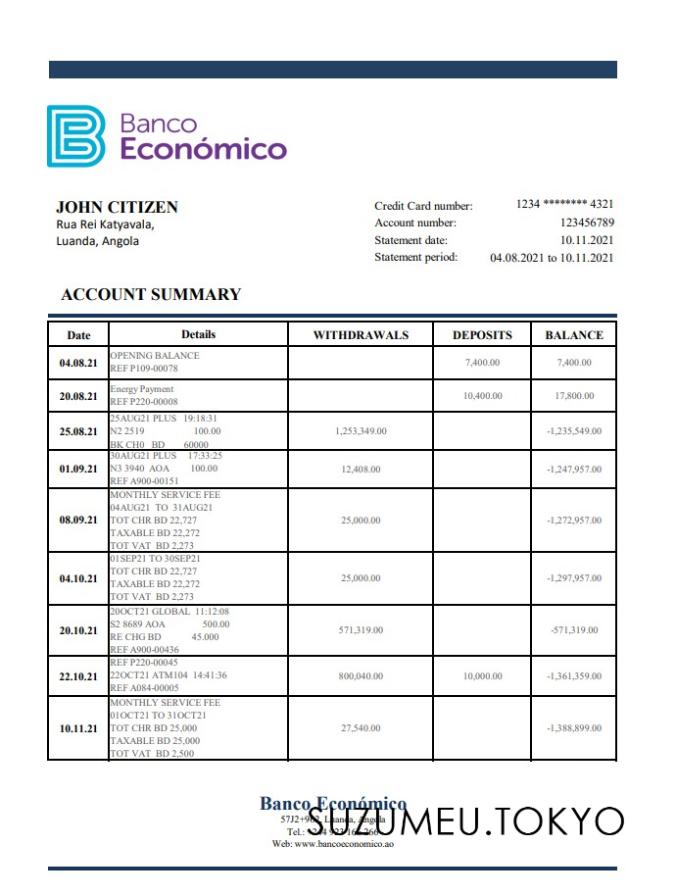 Banco
Económico
JOHN CITIZEN
Rua Rei Katyavala,
Luanda, Angola
Credit Card number: 1234 ******** 4321
Account number: 123456789
Statement date: 10.11.2021
Statement period: 04.08.2021 to 10.11.2021
ACCOUNT SUMMARY
Date Details WITHDRAWALS DEPOSITS BALANCE
04.08.21 OPENING BALANCE 7,400.00 7,400.00
REF P109-00078
20.08.21 Energy Payment 10,400.00 17,800.00
REF P220-00008
25AUG21 PLUS 19:18:31
25.08.21 N2 2519 100.00 1,253,349.00 -1,235,549.00
BK CH0 BD 60000
30AUG21 PLUS 17:33:25
01.09.21 N3 3940 AOA 100.00 12,408.00 -1,247,957.00
REF A900-00151
MONTHLY SERVICE FEE
04AUG21 TO 31AUG21
08.09.21 TOT CHR BD 22,727 25,000.00 -1,272,957.00
TAXABLE BD 22,272
TOT VAT BD 2,273
01SEP21 TO 30SEP21
04.10.21 TOT CHR BD 22,727 25,000.00 -1,297,957.00
TAXABLE BD 22,272
TOT VAT BD 2,273
20OCT21 GLOBAL 11:12:08
S2 8689 AOA 500.00
20.10.21 RE CHG BD 45.000 571,319.00 -571,319.00
REF A900-00436
REF P220-00045
22.10.21 22OCT21 ATM104 14:41:36 800,040.00 10,000.00 -1,361,359.00
REF A084-00005
MONTHLY SERVICE FEE
01OCT21 TO 31OCT21
10.11.21 TOT CHR BD 25,000 27,540.00 -1,388,899.00
TAXABLE BD 25,000
TOT VAT BD 2,500
Banco Económico
SUZUMEU.TOKYO
Luanda, Angola
Tel.:
Web: www.bancoeconomico.ao